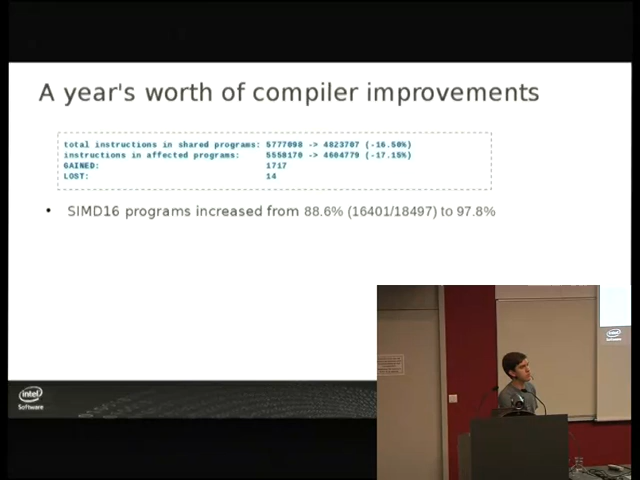 A year's worth of compiler improvements
total instructions in shared programs: 5777098 -> 4823707 (-16.50%)
instructions in affected programs: 5558170 -> 4604779 (-17.15%)
GAINED: 1717
LOST: 14
• SIMD16 programs increased from 88.6% (16401/18497) to 97.8%
intel
Software
intel
Software